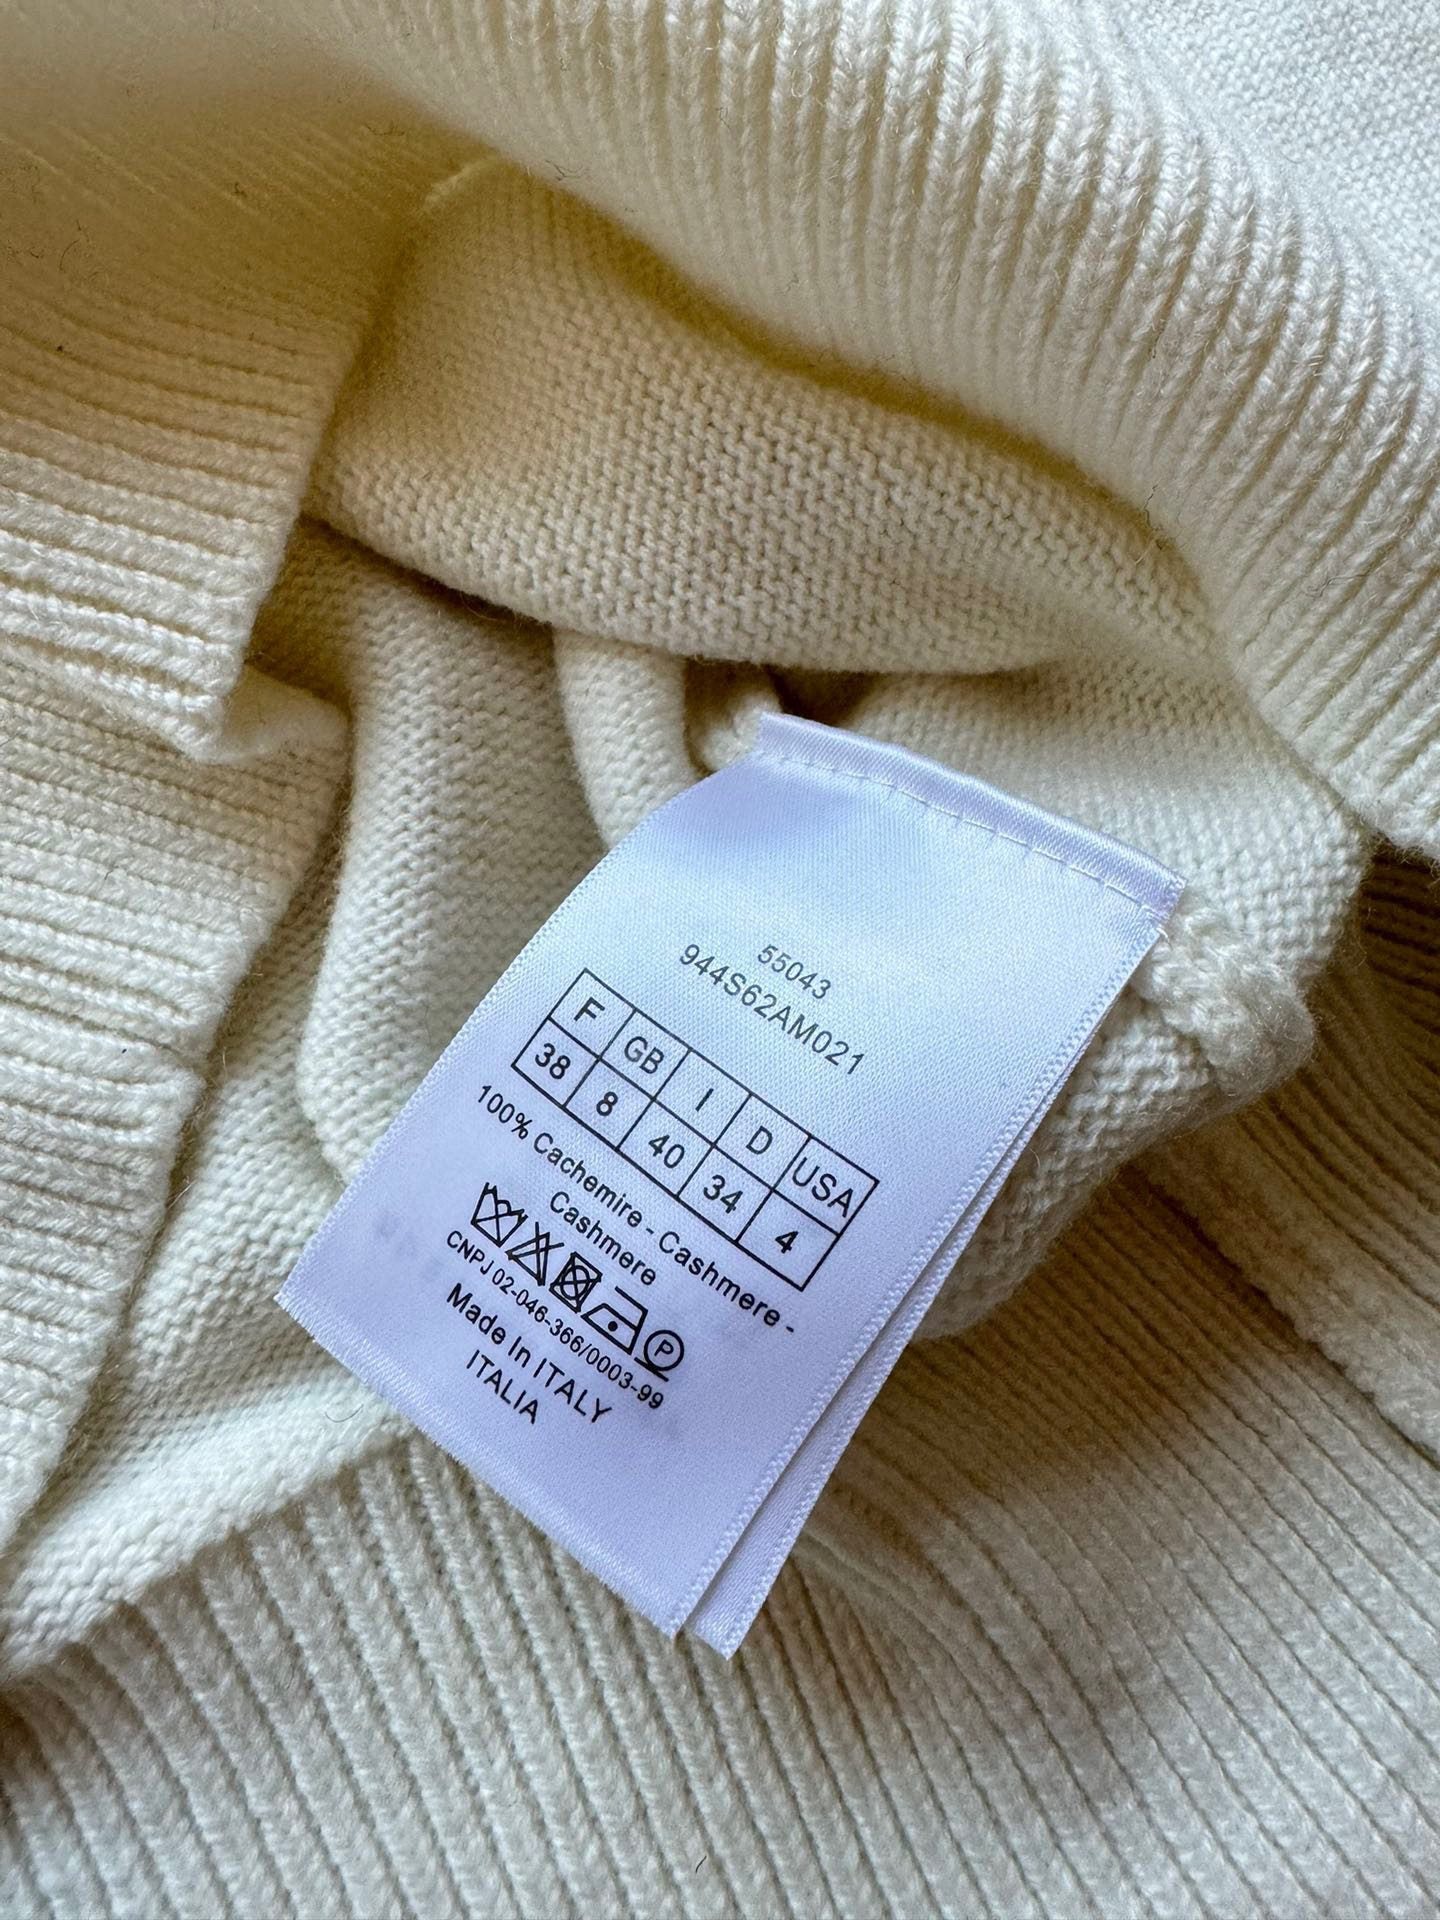 55043
944S62AM021
F GB I D USA
38 8 40 34 4
100% Cachemire - Cashmere -
Cashmere
P
CNPJ 02-046-366/0003-99
Made In ITALY
ITALIA